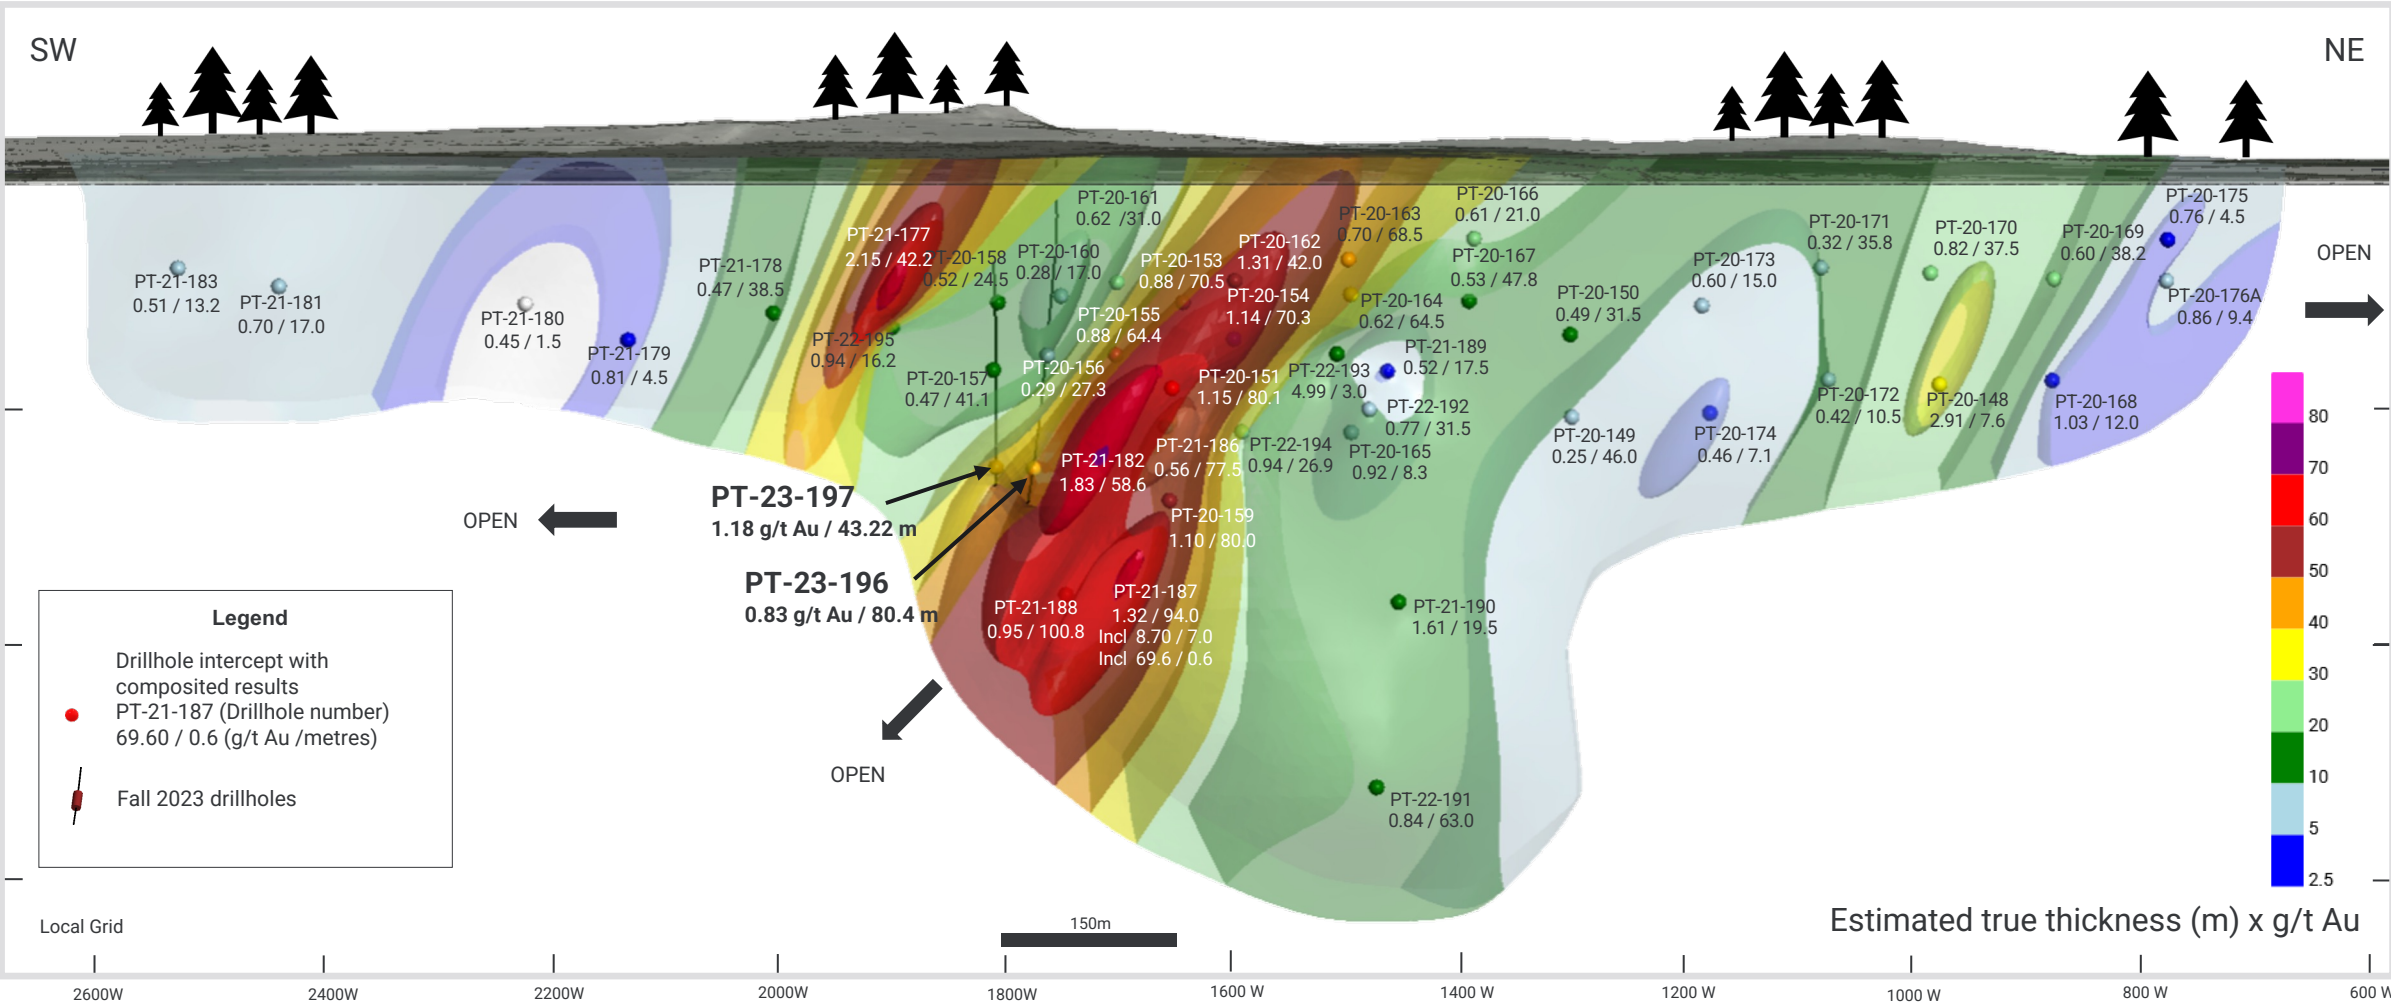 SW
NE
PT-20-175
0.76 / 4.5
PT-20-166
0.61 / 21.0
PT-20-161
0.62 /31.0
PT-20-163
0.70 / 68.5
PT-20-171
0.32 / 35.8
PT-20-170
0.82 / 37.5
PT-20-169
0.60 / 38.2
OPEN
PT-21-177
2.15 / 42.2
PT-20-158
0.52 / 24.5
PT-20-160
0.28 / 17.0
PT-20-153
0.88 / 70.5
PT-20-162
1.31 / 42.0
PT-20-167
0.53 / 47.8
PT-20-173
0.60 / 15.0
PT-21-178
0.47 / 38.5
PT-21-183
0.51 / 13.2
PT-21-181
0.70 / 17.0
PT-20-154
1.14 / 70.3
PT-20-164
0.62 / 64.5
PT-20-150
0.49 / 31.5
PT-20-176A
0.86 / 9.4
PT-21-180
0.45 / 1.5
PT-20-155
0.88 / 64.4
PT-22-195
0.94 / 16.2
PT-21-179
0.81 / 4.5
PT-21-189
0.52 / 17.5
PT-20-157
0.47 / 41.1
PT-20-156
0.29 / 27.3
PT-20-151
1.15 / 80.1
PT-22-193
4.99 / 3.0
PT-22-192
0.77 / 31.5
PT-20-172
0.42 / 10.5
PT-20-148
2.91 / 7.6
PT-20-168
1.03 / 12.0
PT-21-182
1.83 / 58.6
PT-21-186
0.56 / 77.5
PT-22-194
0.94 / 26.9
PT-20-165
0.92 / 8.3
PT-20-149
0.25 / 46.0
PT-20-174
0.46 / 7.1
PT-23-197
1.18 g/t Au / 43.22 m
OPEN
PT-20-159
1.10 / 80.0
PT-23-196
0.83 g/t Au / 80.4 m
PT-21-188
0.95 / 100.8
PT-21-187
1.32 / 94.0
Incl 8.70 / 7.0
Incl 69.6 / 0.6
PT-21-190
1.61 / 19.5
OPEN
PT-22-191
0.84 / 63.0
Legend
Drillhole intercept with
composited results
PT-21-187 (Drillhole number)
69.60 / 0.6 (g/t Au /metres)
Fall 2023 drillholes
80
70
60
50
40
30
20
10
5
2.5
Estimated true thickness (m) x g/t Au
Local Grid
150m
2600W
2400W
2200W
2000W
1800W
1600 W
1400 W
1200 W
1000 W
800 W
600 W